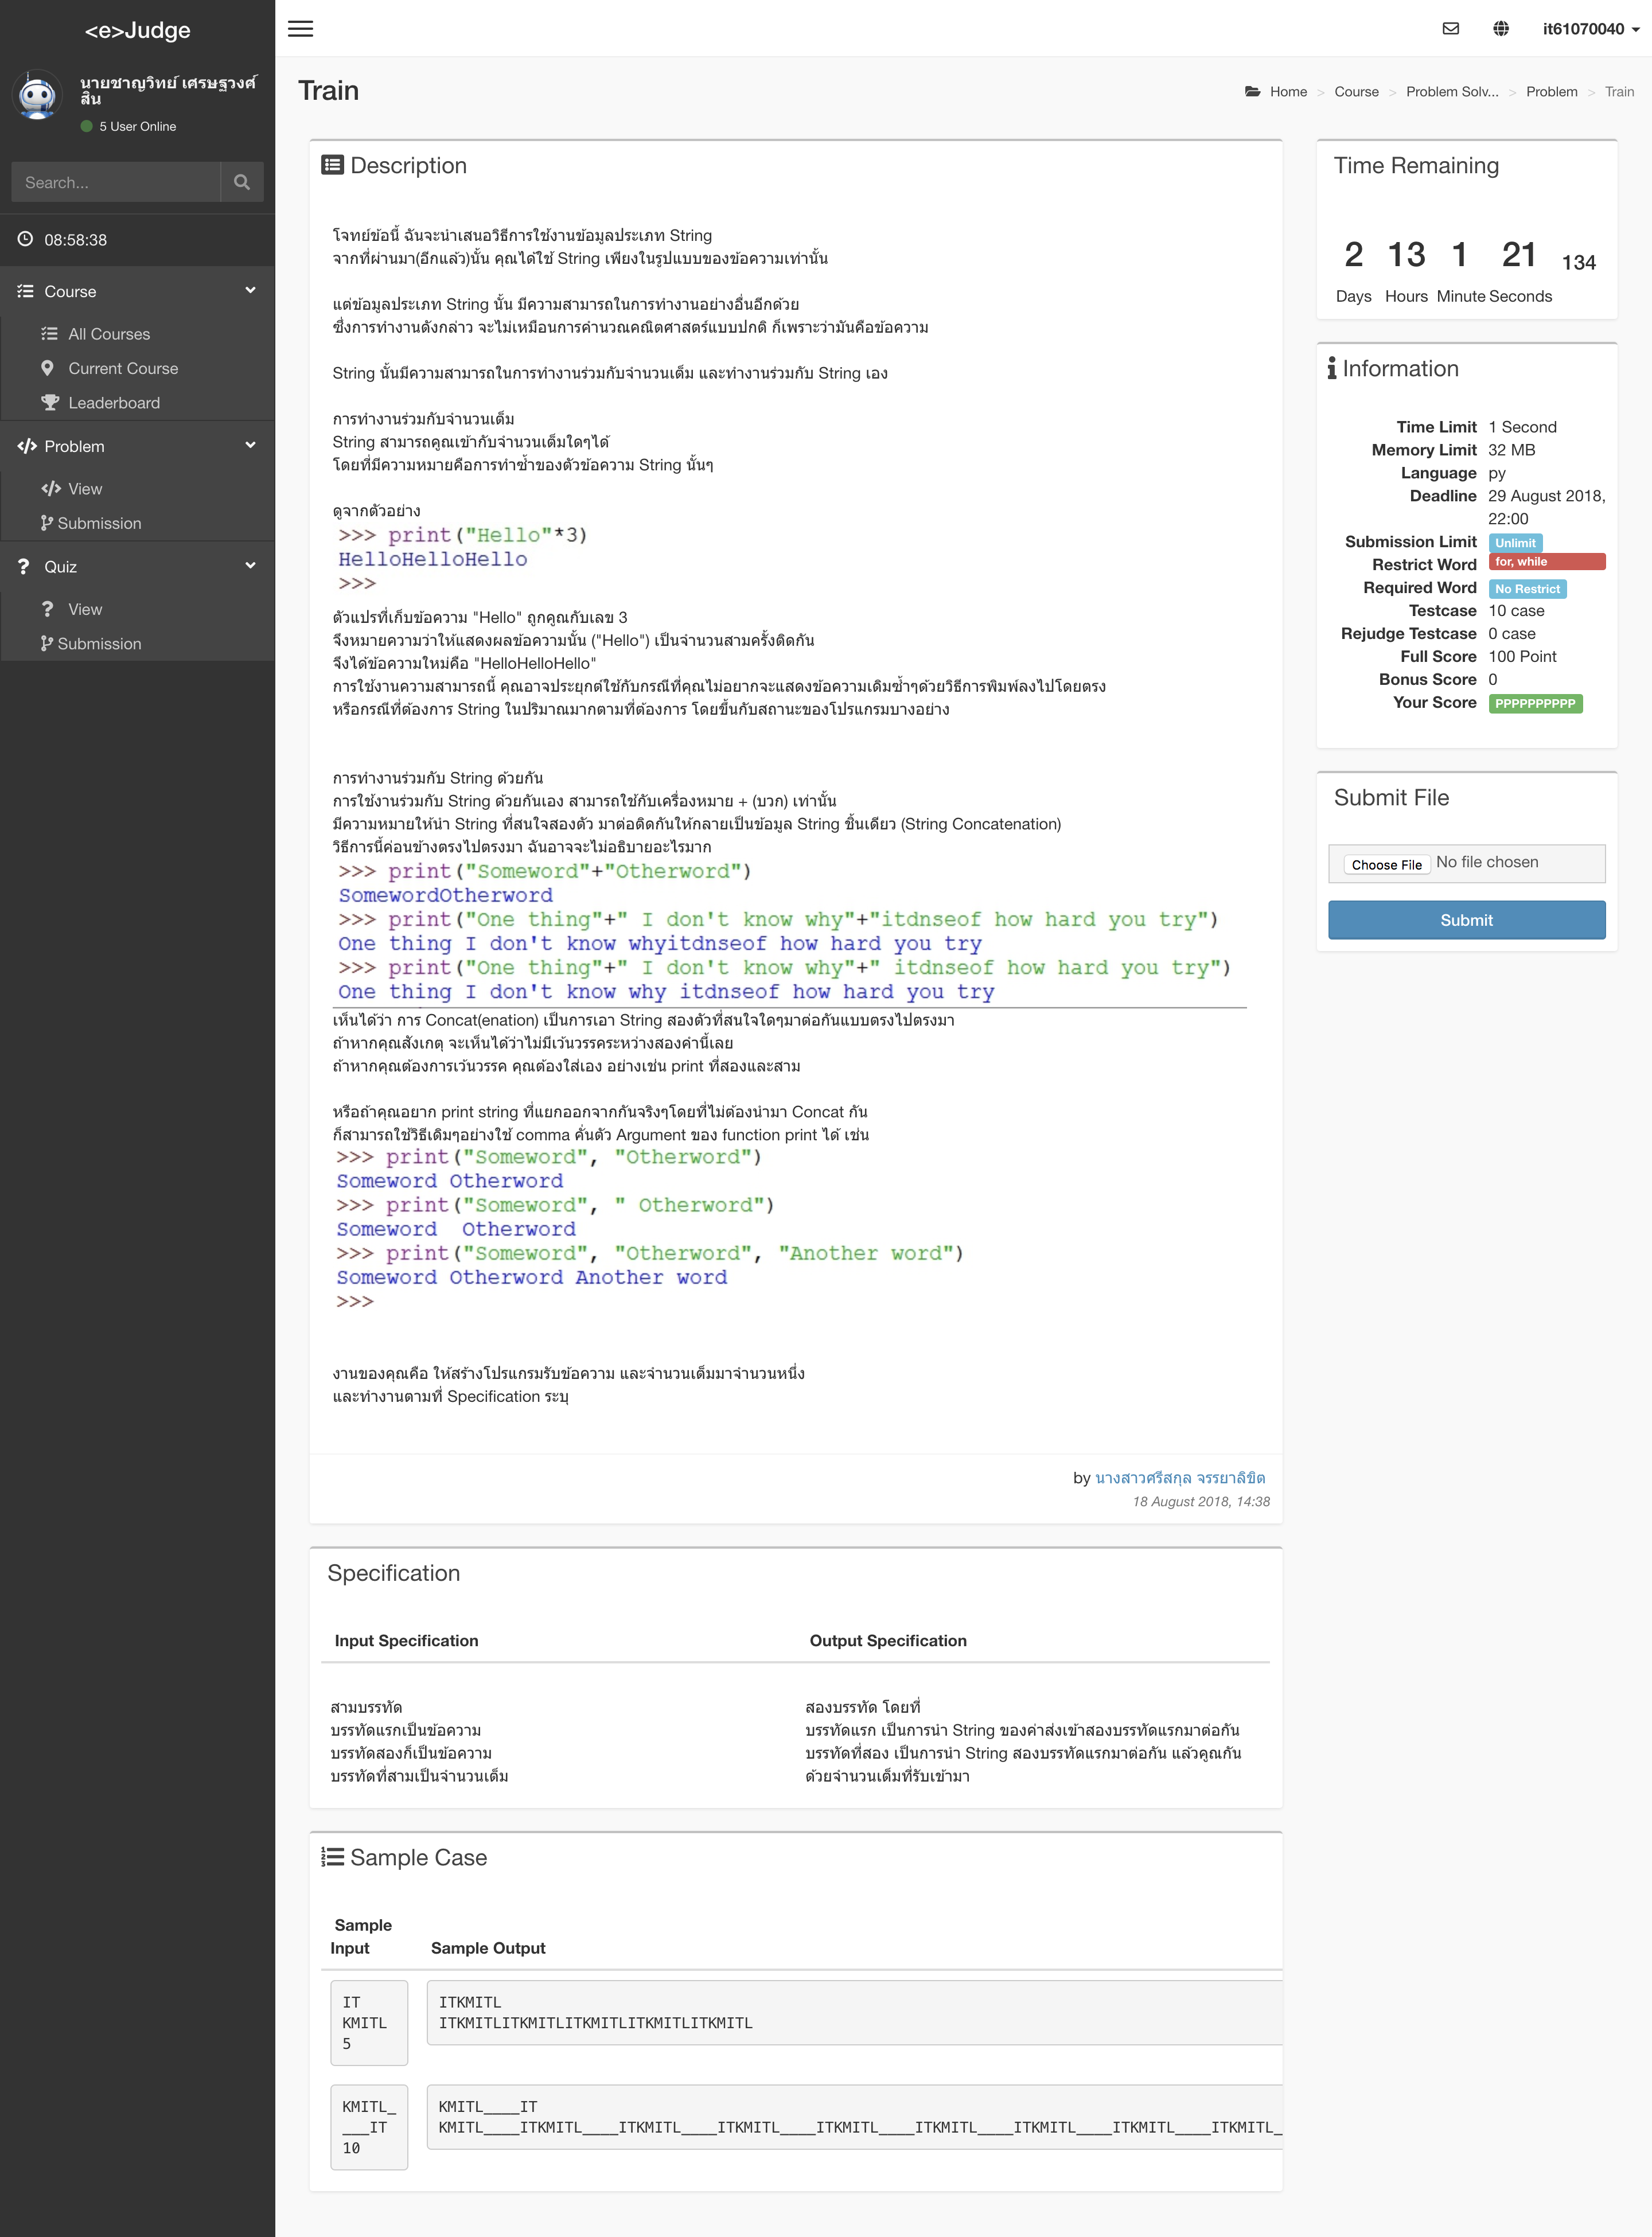 <e>Judge
it61070040
นายชาญวิทย์ เศรษฐวงศ์
สิน
5 User Online
Search...
08:58:38
Course
All Courses
Current Course
Leaderboard
Problem
View
Submission
Quiz
View
Submission
Train
Home > Course > Problem Solv... > Problem > Train
Description
โจทย์ข้อนี้ ฉันจะนำเสนอวิธีการใช้งานข้อมูลประเภท String
จากที่ผ่านมา(อีกแล้ว)นั้น คุณได้ใช้ String เพียงในรูปแบบของข้อความเท่านั้น
แต่ข้อมูลประเภท String นั้น มีความสามารถในการทำงานอย่างอื่นอีกด้วย
ซึ่งการทำงานดังกล่าว จะไม่เหมือนการคำนวณคณิตศาสตร์แบบปกติ ก็เพราะว่ามันคือข้อความ
String นั้นมีความสามารถในการทำงานร่วมกับจำนวนเต็ม และทำงานร่วมกับ String เอง
การทำงานร่วมกับจำนวนเต็ม
String สามารถคูณเข้ากับจำนวนเต็มใดๆได้
โดยที่มีความหมายคือการทำซ้ำของตัวข้อความ String นั้นๆ
ดูจากตัวอย่าง
>>> print("Hello"*3)
HelloHelloHello
>>>
ตัวแปรที่เก็บข้อความ "Hello" ถูกคูณกับเลข 3
จึงหมายความว่าให้แสดงผลข้อความนั้น ("Hello") เป็นจำนวนสามครั้งติดกัน
จึงได้ข้อความใหม่คือ "HelloHelloHello"
การใช้งานความสามารถนี้ คุณอาจประยุกต์ใช้กับกรณีที่คุณไม่อยากจะแสดงข้อความเดิมซ้ำๆด้วยวิธีการพิมพ์ลงไปโดยตรง
หรือกรณีที่ต้องการ String ในปริมาณมากตามที่ต้องการ โดยขึ้นกับสถานะของโปรแกรมบางอย่าง
การทำงานร่วมกับ String ด้วยกัน
การใช้งานร่วมกับ String ด้วยกันเอง สามารถใช้กับเครื่องหมาย + (บวก) เท่านั้น
มีความหมายให้นำ String ที่สนใจสองตัว มาต่อติดกันให้กลายเป็นข้อมูล String ชิ้นเดียว (String Concatenation)
วิธีการนี้ค่อนข้างตรงไปตรงมา ฉันอาจจะไม่อธิบายอะไรมาก
>>> print("Someword"+"Otherword")
SomewordOtherword
>>> print("One thing"+" I don't know why"+"itdnseof how hard you try")
One thing I don't know whyitdnseof how hard you try
>>> print("One thing"+" I don't know why"+" itdnseof how hard you try")
One thing I don't know why itdnseof how hard you try
เห็นได้ว่า การ Concat(enation) เป็นการเอา String สองตัวที่สนใจใดๆมาต่อกันแบบตรงไปตรงมา
ถ้าหากคุณสังเกตุ จะเห็นได้ว่าไม่มีเว้นวรรคระหว่างสองคำนี้เลย
ถ้าหากคุณต้องการเว้นวรรค คุณต้องใส่เอง อย่างเช่น print ที่สองและสาม
หรือถ้าคุณอยาก print string ที่แยกออกจากกันจริงๆโดยที่ไม่ต้องนำมา Concat กัน
ก็สามารถใช้วิธีเดิมๆอย่างใช้ comma คั่นตัว Argument ของ function print ได้ เช่น
>>> print("Someword", "Otherword")
Someword Otherword
>>> print("Someword", " Otherword")
Someword  Otherword
>>> print("Someword", "Otherword", "Another word")
Someword Otherword Another word
>>>
งานของคุณคือ ให้สร้างโปรแกรมรับข้อความ และจำนวนเต็มมาจำนวนหนึ่ง
และทำงานตามที่ Specification ระบุ
by นางสาวศรีสกุล จรรยาลิขิต
18 August 2018, 14:38
Time Remaining
2 13 1 21 134
Days Hours Minute Seconds
Information
Time Limit 1 Second
Memory Limit 32 MB
Language py
Deadline 29 August 2018,
22:00
Submission Limit Unlimit
Restrict Word for, while
Required Word No Restrict
Testcase 10 case
Rejudge Testcase 0 case
Full Score 100 Point
Bonus Score 0
Your Score PPPPPPPPPP
Submit File
Choose File No file chosen
Submit
Specification
Input Specification
สามบรรทัด
บรรทัดแรกเป็นข้อความ
บรรทัดสองก็เป็นข้อความ
บรรทัดที่สามเป็นจำนวนเต็ม
Output Specification
สองบรรทัด โดยที่
บรรทัดแรก เป็นการนำ String ของค่าส่งเข้าสองบรรทัดแรกมาต่อกัน
บรรทัดที่สอง เป็นการนำ String สองบรรทัดแรกมาต่อกัน แล้วคูณกัน
ด้วยจำนวนเต็มที่รับเข้ามา
Sample Case
Sample
Input
Sample Output
IT
KMITL
5
ITKMITL
ITKMITLITKMITLITKMITLITKMITLITKMITL
KMITL_
___IT
10
KMITL____IT
KMITL____ITKMITL____ITKMITL____ITKMITL____ITKMITL____ITKMITL____ITKMITL____ITKMITL_